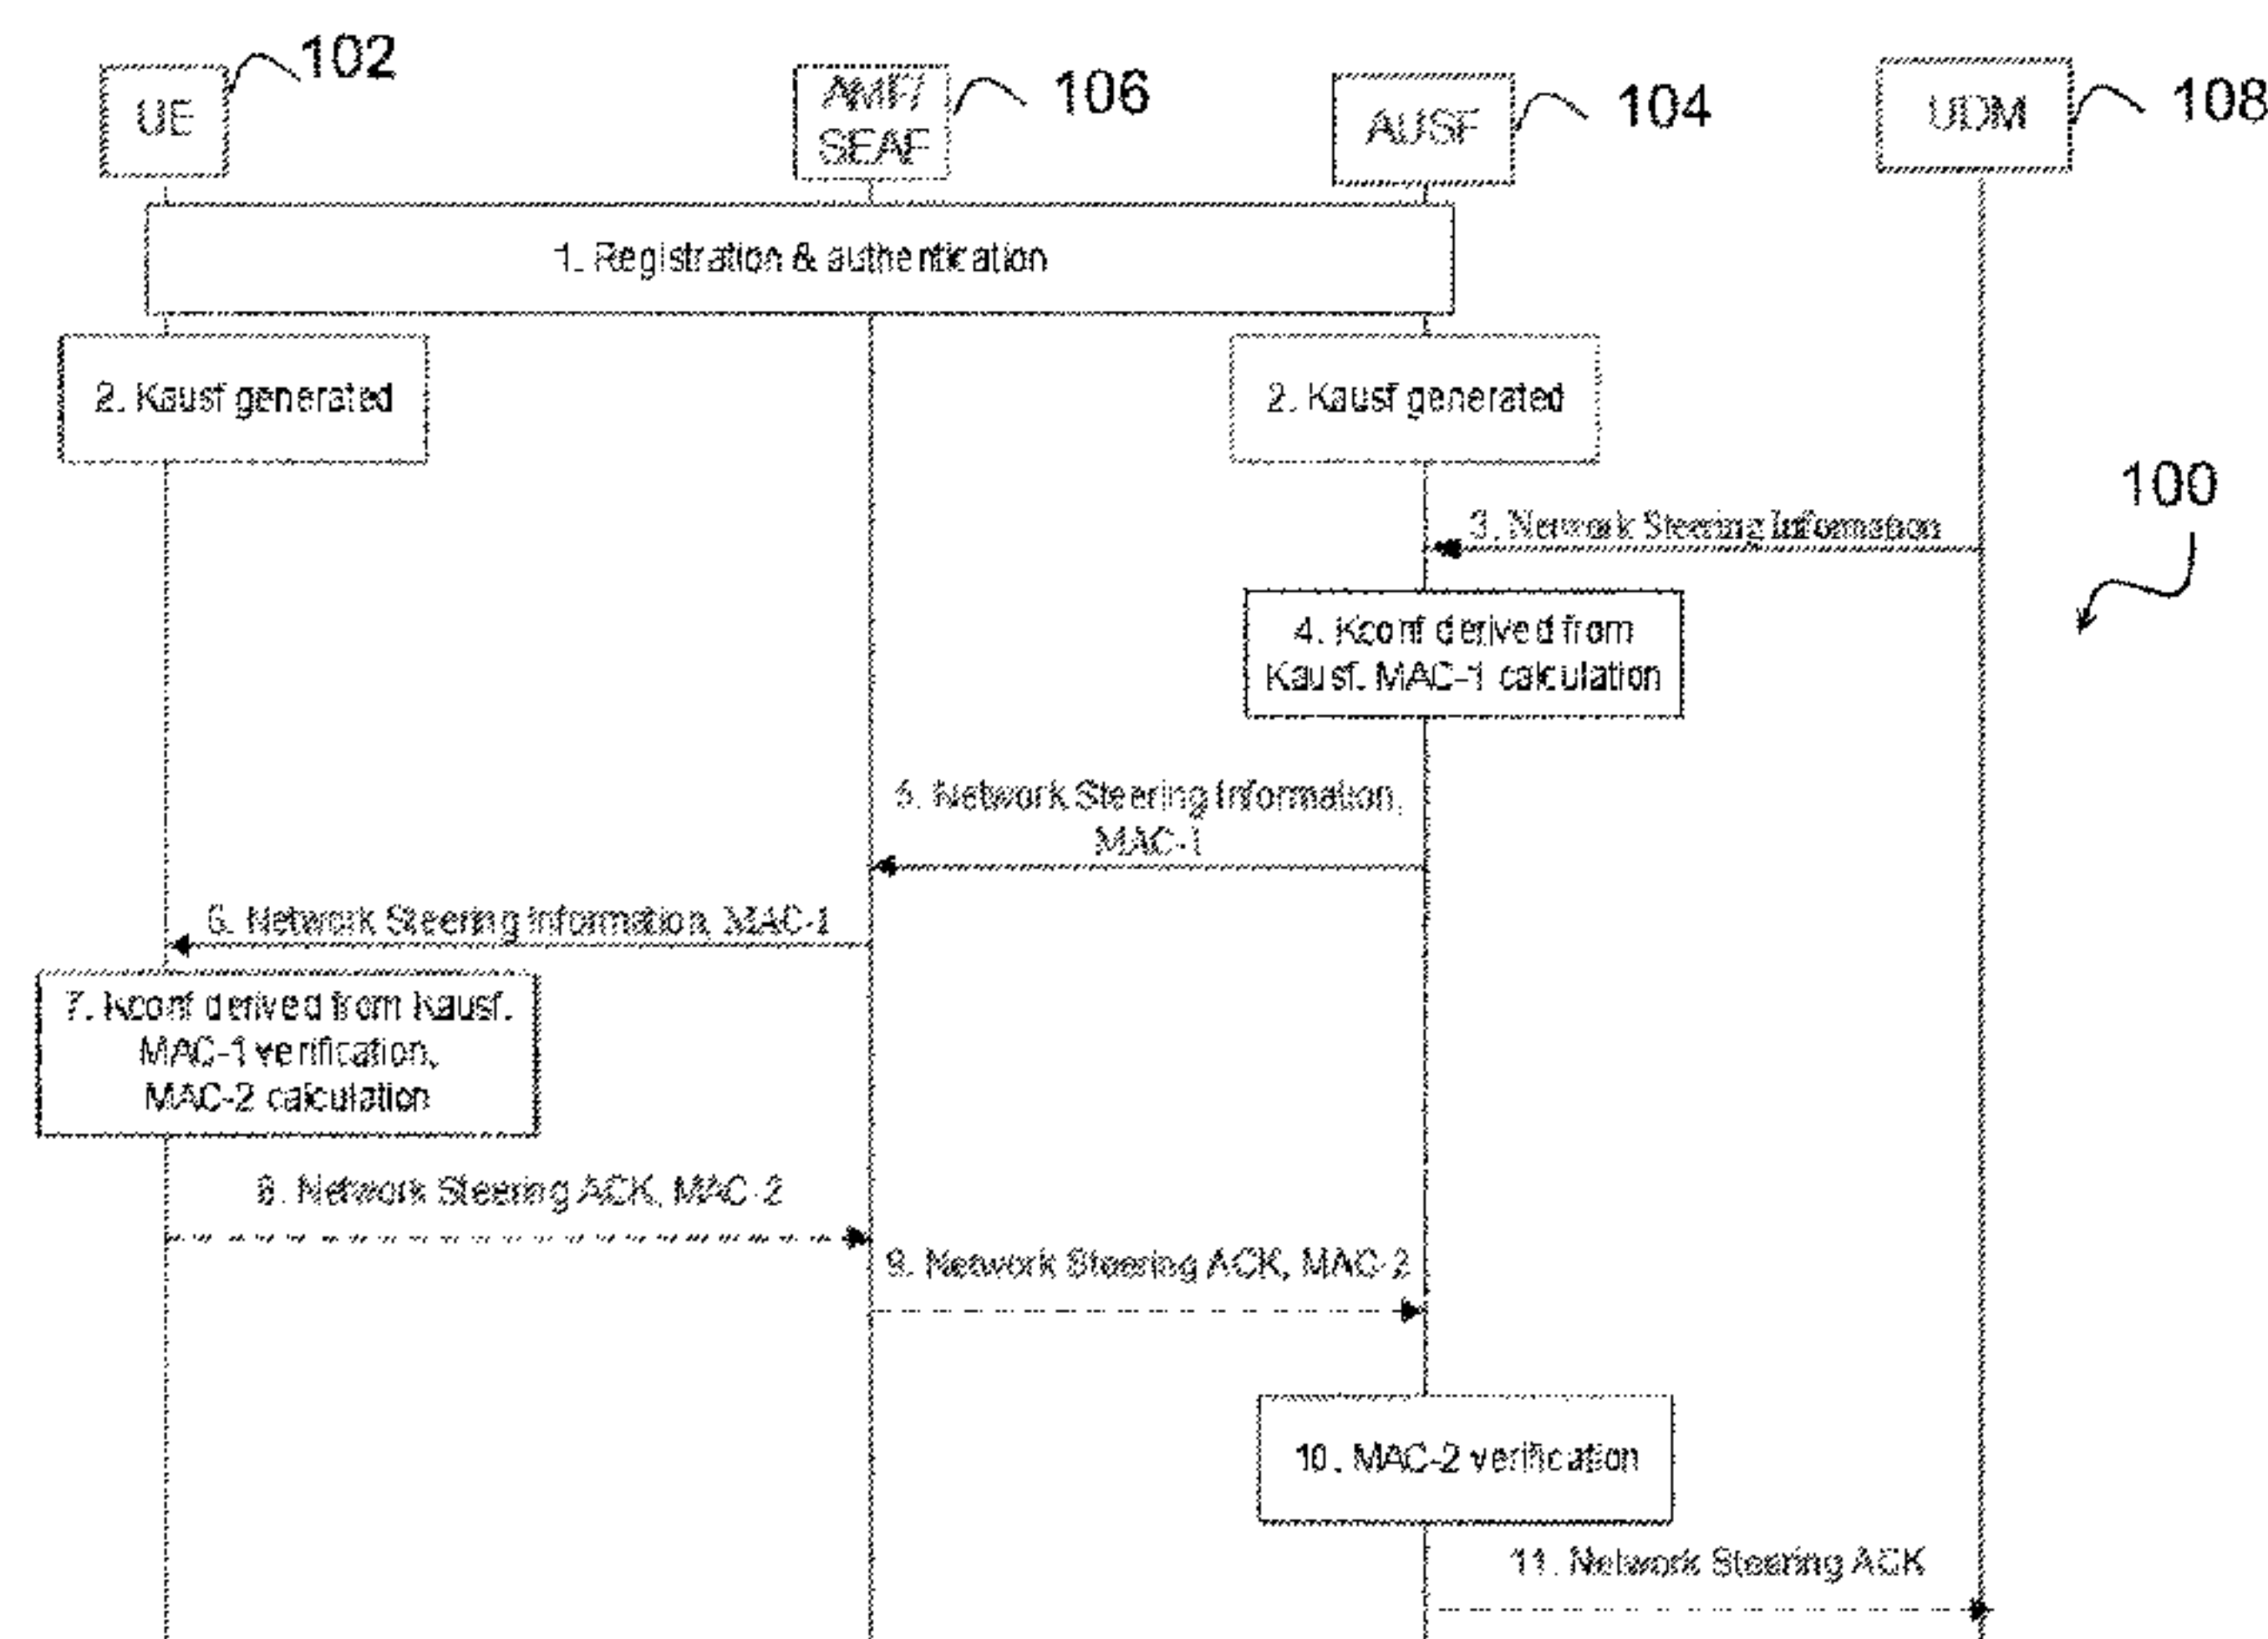 102
106
104
108
UE
AMF/
SEAF
AUSF
UDM
1. Registration & authentication
2. Kausf generated
2. Kausf generated
100
3. Network Steering Information
4. Kconf derived from
Kausf. MAC-1 calculation
5. Network Steering Information,
MAC-1
6. Network Steering Information, MAC-1
7. Kconf derived from Kausf.
MAC-1 verification,
MAC-2 calculation
8. Network Steering ACK, MAC-2
9. Network Steering ACK, MAC-2
10. MAC-2 verification
11. Network Steering ACK